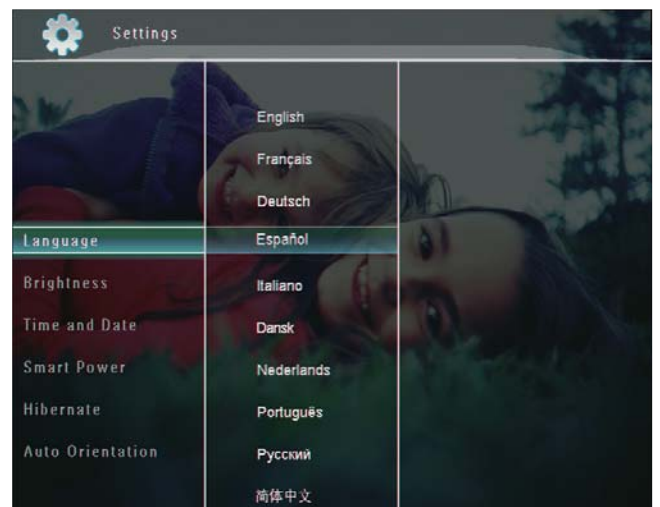 Settings
English
Français
Deutsch
Language
Español
Brightness
Italiano
Time and Date
Dansk
Smart Power
Nederlands
Hibernate
Portuguës
Auto Orientation
Русский
简体中文